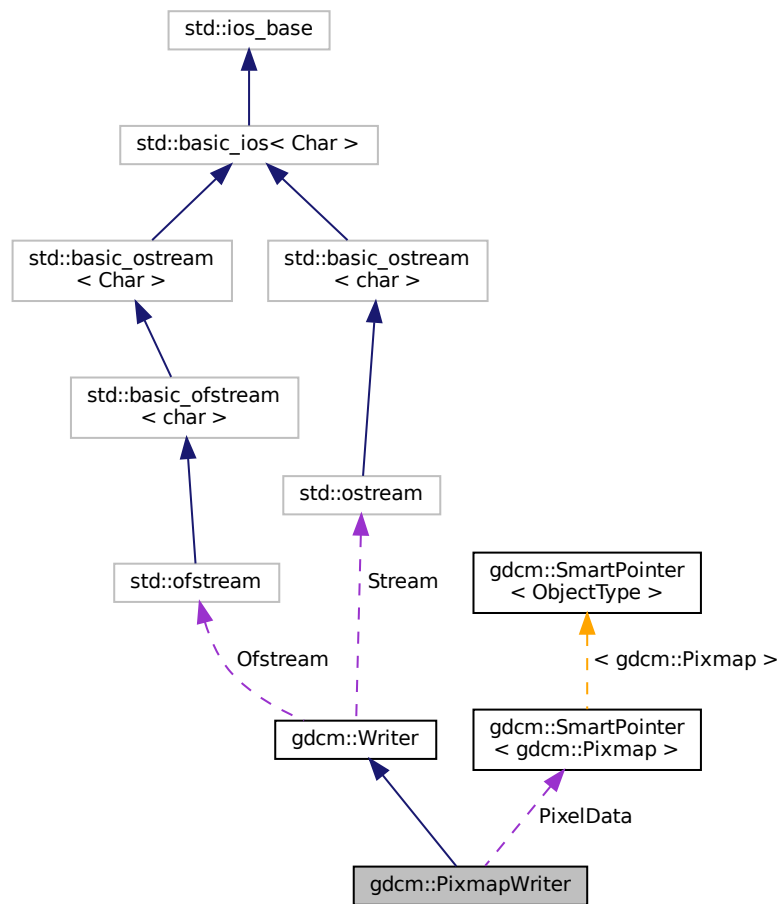 std::ios_base
std::basic_ios< Char >
std::basic_ostream
< Char >
std::basic_ostream
< char >
std::basic_ofstream
< char >
std::ostream
std::ofstream
Stream
gdcm::SmartPointer
< ObjectType >
Ofstream
< gdcm::Pixmap >
gdcm::Writer
gdcm::SmartPointer
< gdcm::Pixmap >
PixelData
gdcm::PixmapWriter